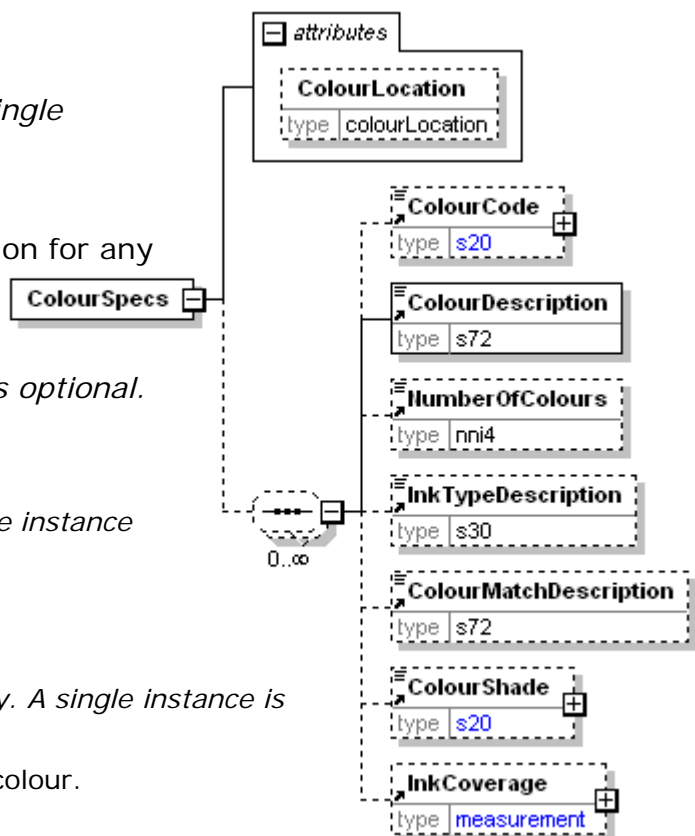 attributes
ColourLocation
type colourLocation
ingle
ColourCode
type s20
on for any
ColourSpecs
ColourDescription
type s72
s optional.
NumberOfColours
type nni4
InkTypeDescription
type s30
e instance
0..∞
ColourMatchDescription
type s72
ColourShade
type s20
y. A single instance is
colour.
InkCoverage
type measurement